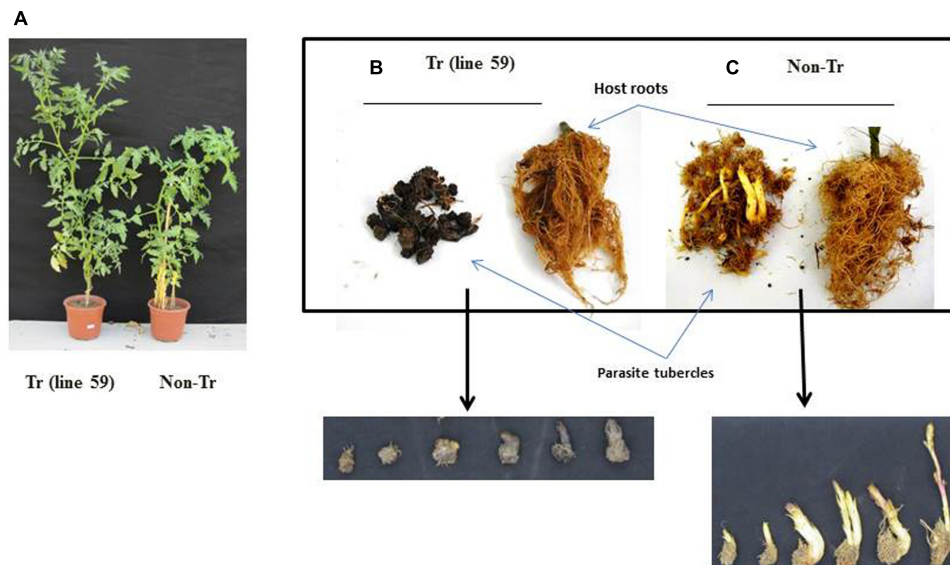 A
Tr (line 59)
Non-Tr
B
Tr (line 59)
C
Non-Tr
Host roots
Parasite tubercles